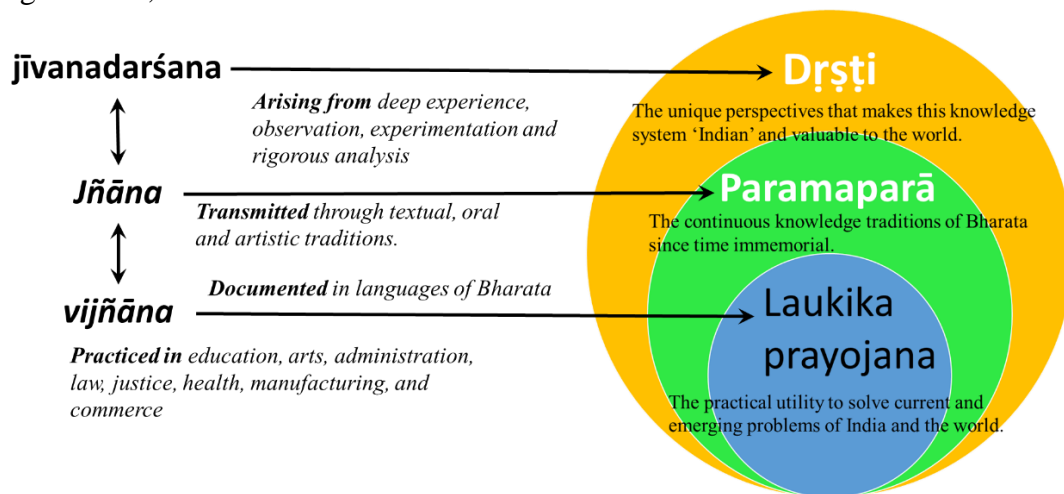 jīvanadarśana
Arising from deep experience,
observation, experimentation and
rigorous analysis
Jñāna
Transmitted through textual, oral
and artistic traditions.
Documented in languages of Bharata
vijñāna
Practiced in education, arts, administration,
law, justice, health, manufacturing, and
commerce
Dṛṣṭi
The unique perspectives that makes this knowledge
system ‘Indian’ and valuable to the world.
Paramaparā
The continuous knowledge traditions of Bharata
since time immemorial.
Laukika
prayojana
The practical utility to solve current and
emerging problems of India and the world.